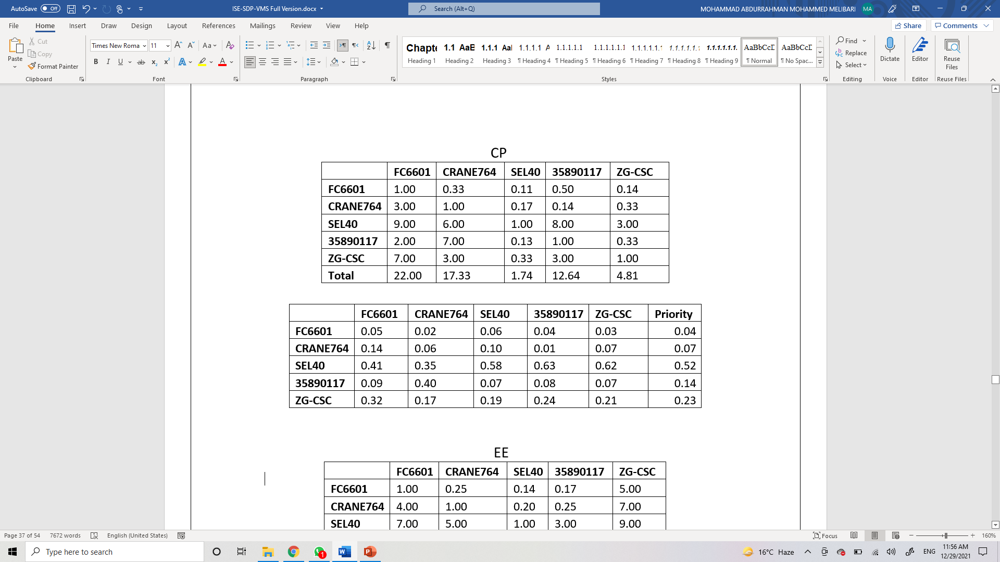 AutoSave Off ISE-SDP-VMS Full Version.docx Search (Alt+Q) MOHAMMAD ABDURRAHMAN MOHAMMED MELIBARI MA
File Home Insert Draw Design Layout References Mailings Review View Help Share Comments
Paste Cut Copy Format Painter Clipboard
Times New Roma 11 Aa Font
B I U ab x₂ x² A A
Paragraph
Chapte Heading 1
1.1 AaB Heading 2
1.1.1 Aal Heading 3
1.1.1.1 A ¶ Heading 4
1.1.1.1.1 ¶ Heading 5
1.1.1.1.1.1 ¶ Heading 6
1.1.1.1.1.1.1 ¶ Heading 7
1.1.1.1.1.1.1. ¶ Heading 8
1.1.1.1.1.1.1. ¶ Heading 9
AaBbCcD ¶ Normal
AaBbCcD ¶ No Spac...
Styles
Find Replace Select Editing
Dictate Voice
Editor Editor
Reuse Files Reuse Files
CP
FC6601 CRANE764 SEL40 35890117 ZG-CSC
FC6601 1.00 0.33 0.11 0.50 0.14
CRANE764 3.00 1.00 0.17 0.14 0.33
SEL40 9.00 6.00 1.00 8.00 3.00
35890117 2.00 7.00 0.13 1.00 0.33
ZG-CSC 7.00 3.00 0.33 3.00 1.00
Total 22.00 17.33 1.74 12.64 4.81
FC6601 CRANE764 SEL40 35890117 ZG-CSC Priority
FC6601 0.05 0.02 0.06 0.04 0.03 0.04
CRANE764 0.14 0.06 0.10 0.01 0.07 0.07
SEL40 0.41 0.35 0.58 0.63 0.62 0.52
35890117 0.09 0.40 0.07 0.08 0.07 0.14
ZG-CSC 0.32 0.17 0.19 0.24 0.21 0.23
EE
FC6601 CRANE764 SEL40 35890117 ZG-CSC
FC6601 1.00 0.25 0.14 0.17 5.00
CRANE764 4.00 1.00 0.20 0.25 7.00
SEL40 7.00 5.00 1.00 3.00 9.00
Page 37 of 54 7672 words English (United States) Focus 160%
Type here to search 1 16°C Haze ENG 11:56 AM
12/29/2021